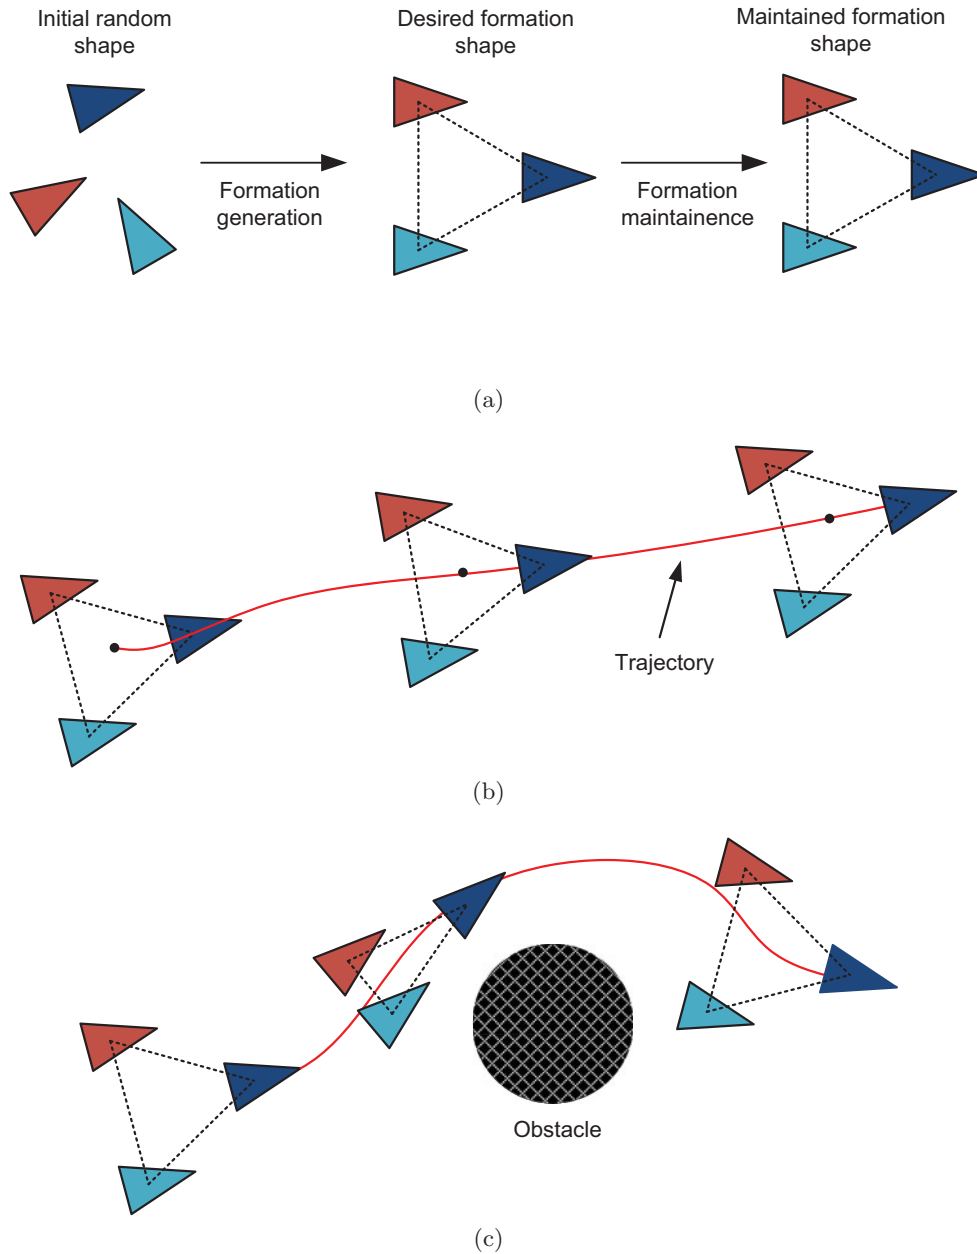 Initial random
shape
Desired formation
shape
Maintained formation
shape
Formation
generation
Formation
maintainence
(a)
Trajectory
(b)
Obstacle
(c)